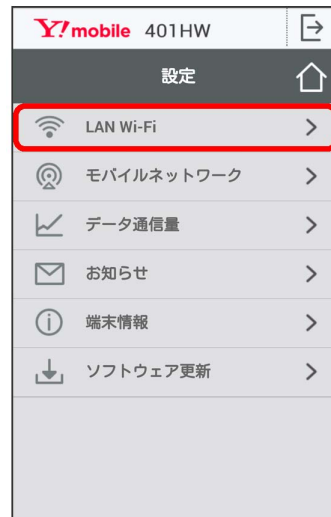 Y!mobile 401HW
設定
LAN Wi-Fi
モバイルネットワーク
データ通信量
お知らせ
端末情報
ソフトウェア更新